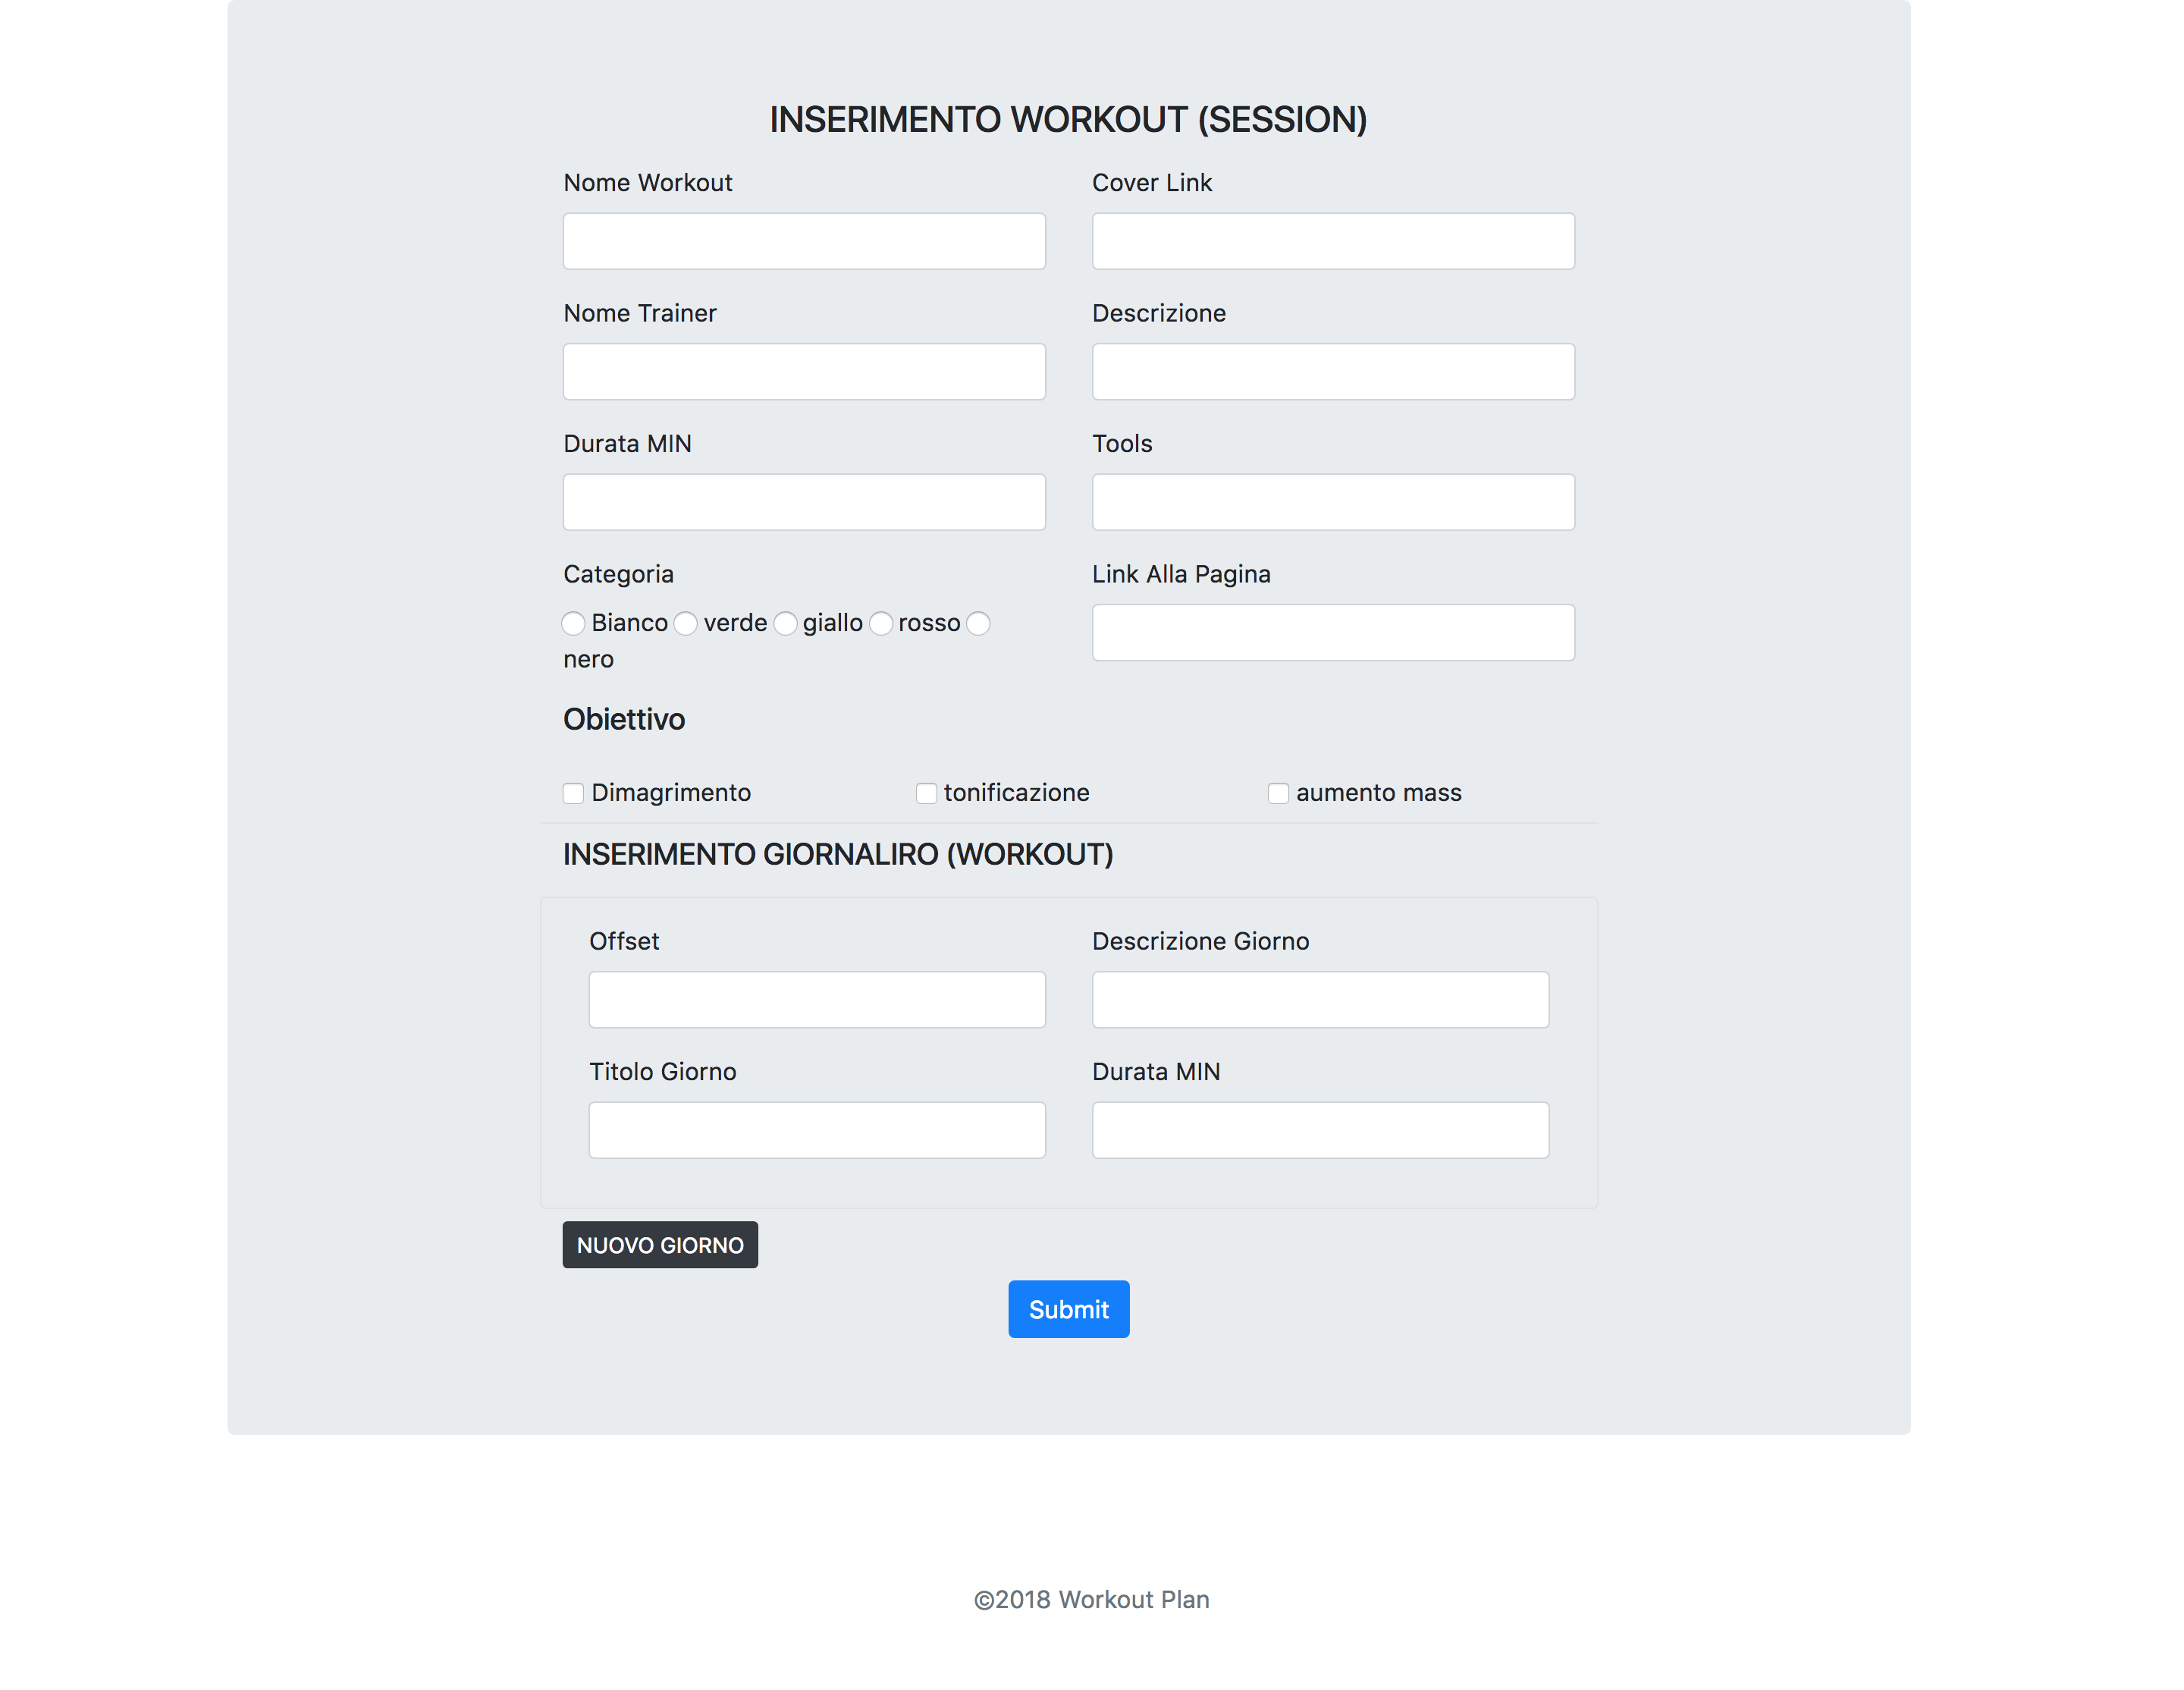 INSERIMENTO WORKOUT (SESSION)
Nome Workout
Cover Link
Nome Trainer
Descrizione
Durata MIN
Tools
Categoria
Link Alla Pagina
Bianco verde giallo rosso
nero
Obiettivo
Dimagrimento tonificazione aumento mass
INSERIMENTO GIORNALIRO (WORKOUT)
Offset
Descrizione Giorno
Titolo Giorno
Durata MIN
NUOVO GIORNO
Submit
©2018 Workout Plan